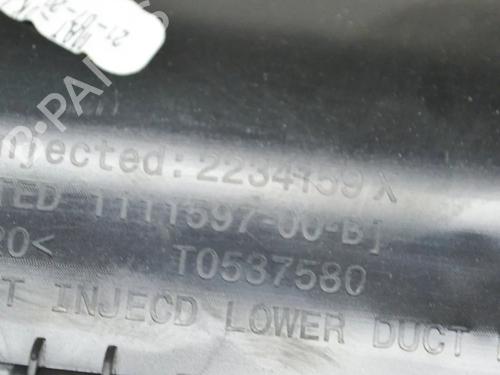 njected: 2234159 X
TED 1111597-00-B]
20< T0537580
T INJECD LOWER DUCT